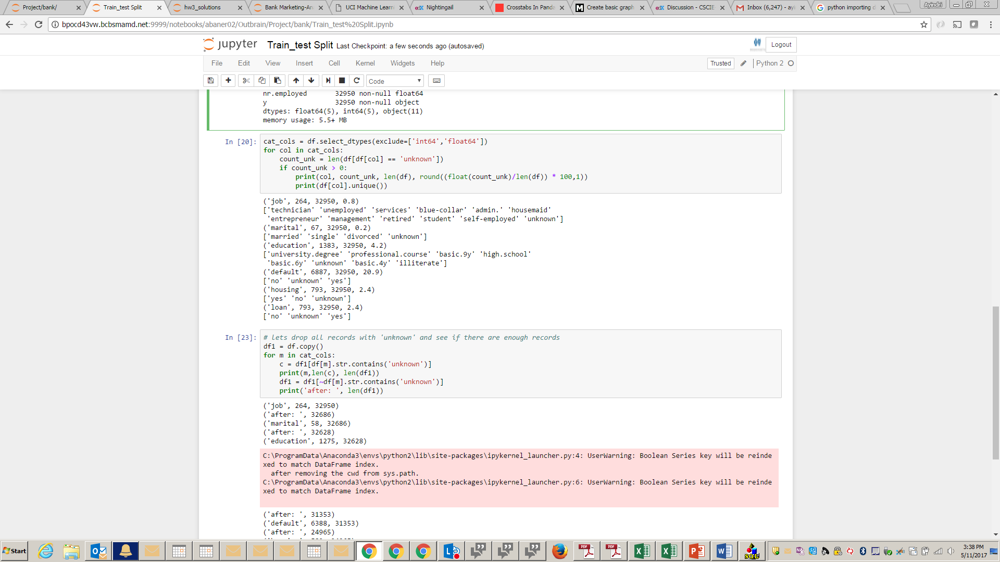 Project/bank/
Train_test Split
hw3_solutions
Bank Marketing-An
UCI Machine Learn
edX
Nightingail
Crosstabs In Panda
M
Create basic graph
edX
Discussion - CSCIE
Inbox (6,247) - ayi
python importing d
Ayindri
bpocd43vw.bcbsmamd.net:9999/notebooks/abaner02/Outbrain/Project/bank/Train_test%20Split.ipynb
jupyter Train_test Split Last Checkpoint: a few seconds ago (autosaved)
Logout
File Edit View Insert Cell Kernel Widgets Help
Trusted
Python 2
Code
nr.employed 32950 non-null float64
y 32950 non-null object
dtypes: float64(5), int64(5), object(11)
memory usage: 5.5+ MB
In [20]:
cat_cols = df.select_dtypes(exclude=['int64','float64'])
for col in cat_cols:
    count_unk = len(df[df[col] == 'unknown'])
    if count_unk > 0:
        print(col, count_unk, len(df), round((float(count_unk)/len(df)) * 100,1))
        print(df[col].unique())
('job', 264, 32950, 0.8)
['technician' 'unemployed' 'services' 'blue-collar' 'admin.' 'housemaid'
 'entrepreneur' 'management' 'retired' 'student' 'self-employed' 'unknown']
('marital', 67, 32950, 0.2)
['married' 'single' 'divorced' 'unknown']
('education', 1383, 32950, 4.2)
['university.degree' 'professional.course' 'basic.9y' 'high.school'
 'basic.6y' 'unknown' 'basic.4y' 'illiterate']
('default', 6887, 32950, 20.9)
['no' 'unknown' 'yes']
('housing', 793, 32950, 2.4)
['yes' 'no' 'unknown']
('loan', 793, 32950, 2.4)
['no' 'unknown' 'yes']
In [23]:
# lets drop all records with 'unknown' and see if there are enough records
df1 = df.copy()
for m in cat_cols:
    c = df1[df[m].str.contains('unknown')]
    print(m,len(c), len(df1))
    df1 = df1[~df[m].str.contains('unknown')]
    print('after: ', len(df1))
('job', 264, 32950)
('after: ', 32686)
('marital', 58, 32686)
('after: ', 32628)
('education', 1275, 32628)
C:\ProgramData\Anaconda3\envs\python2\lib\site-packages\ipykernel_launcher.py:4: UserWarning: Boolean Series key will be reinde
xed to match DataFrame index.
  after removing the cwd from sys.path.
C:\ProgramData\Anaconda3\envs\python2\lib\site-packages\ipykernel_launcher.py:6: UserWarning: Boolean Series key will be reinde
xed to match DataFrame index.
('after: ', 31353)
('default', 6388, 31353)
('after: ', 24965)
Start
PDF
PDF
SQL
3:38 PM
5/11/2017